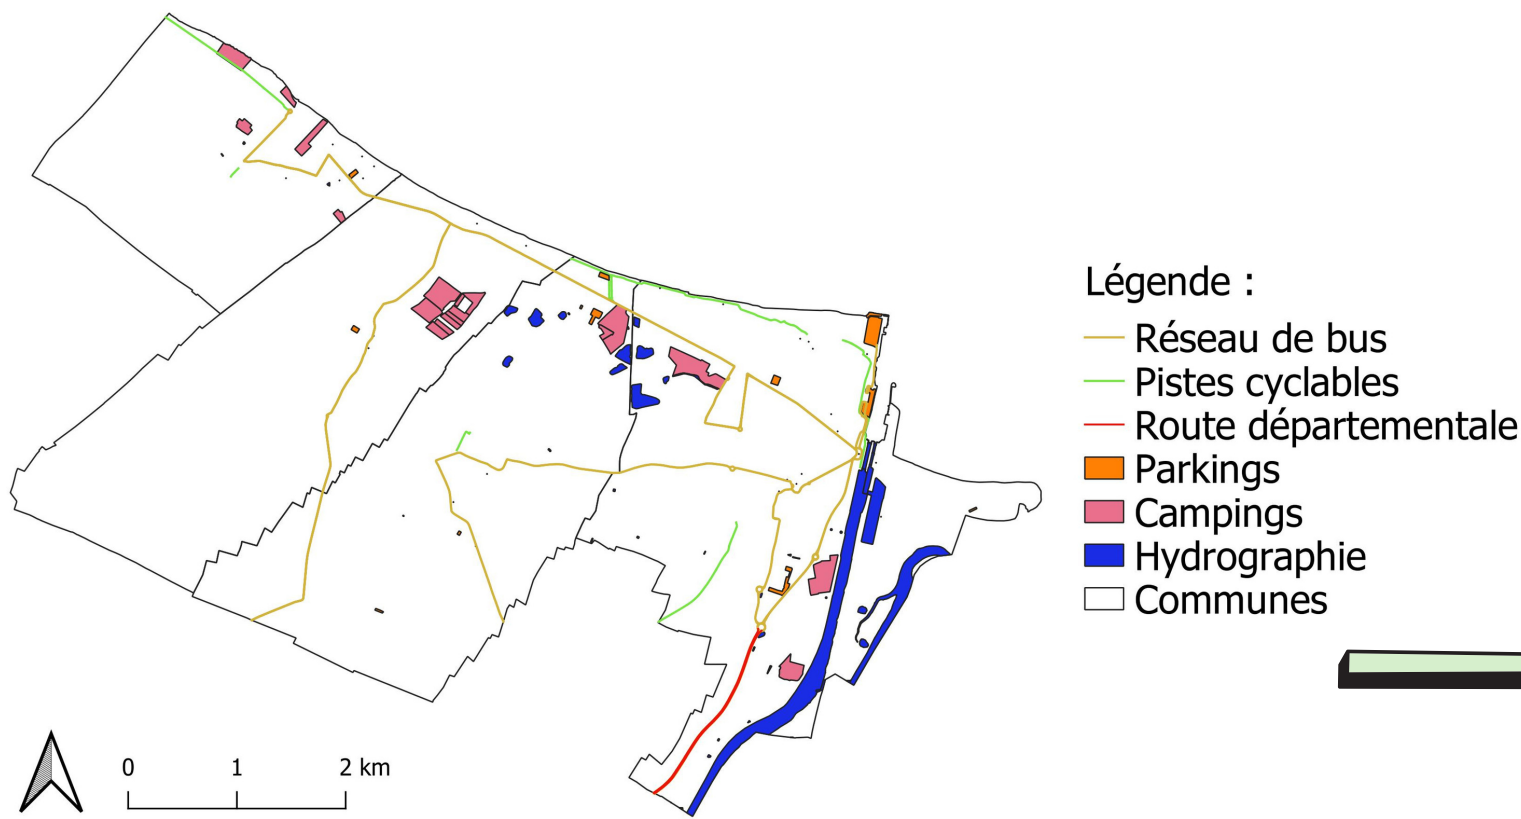 Légende :
Réseau de bus
Pistes cyclables
Route départementale
Parkings
Campings
Hydrographie
Communes
0 1 2 km